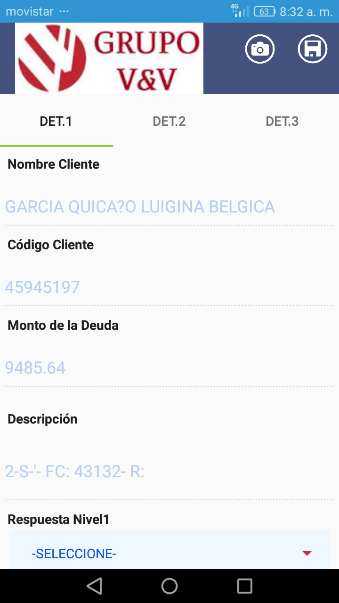 movistar ···
4G 63 8:32 a. m.
GRUPO
V&V
DET.1 DET.2 DET.3
Nombre Cliente
GARCIA QUICA?O LUIGINA BELGICA
Código Cliente
45945197
Monto de la Deuda
9485.64
Descripción
2-S-'- FC: 43132- R:
Respuesta Nivel1
-SELECCIONE-